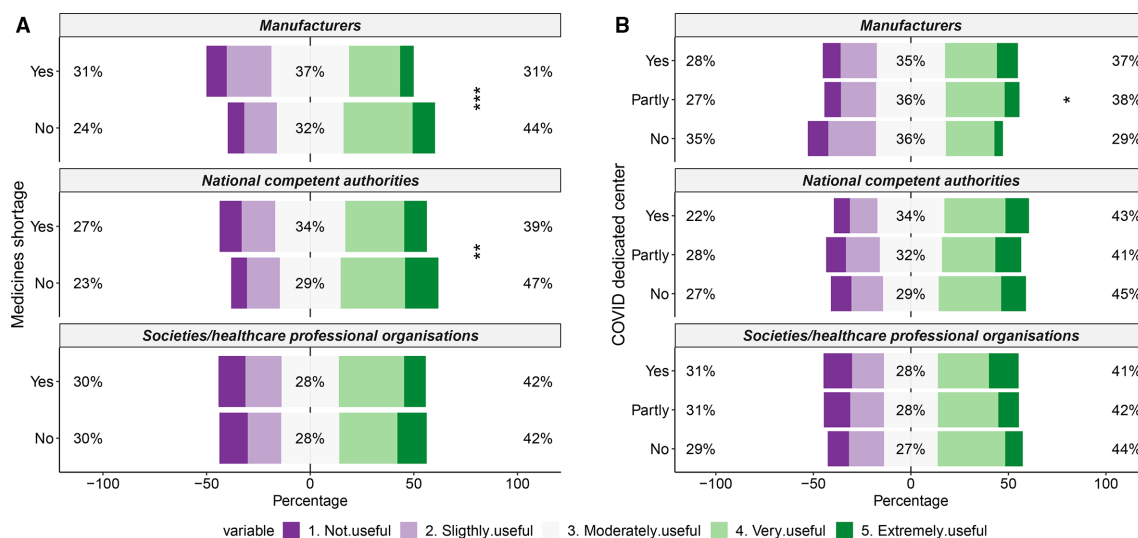 A
Manufacturers
Yes 31% 37% 31%
***
No 24% 32% 44%
National competent authorities
Yes 27% 34% 39%
**
No 23% 29% 47%
Societies/healthcare professional organisations
Yes 30% 28% 42%
No 30% 28% 42%
Medicines shortage
−100 −50 0 50 100
Percentage
B
Manufacturers
Yes 28% 35% 37%
Partly 27% 36% 38%
*
No 35% 36% 29%
National competent authorities
Yes 22% 34% 43%
Partly 28% 32% 41%
No 27% 29% 45%
Societies/healthcare professional organisations
Yes 31% 28% 41%
Partly 31% 28% 42%
No 29% 27% 44%
COVID dedicated center
−100 −50 0 50 100
Percentage
variable 1. Not.useful 2. Sligthly.useful 3. Moderately.useful 4. Very.useful 5. Extremely.useful